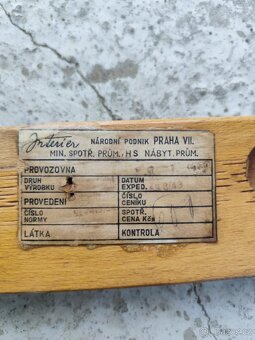 Interier NÁRODNÍ PODNIK PRAHA VII.
MIN. SPOTŘ. PRŮM., HS NÁBYT. PRŮM.
PROVOZOVNA
DRUH VÝROBKU
DATUM EXPED.
PROVEDENÍ
ČÍSLO CENÍKU
ČÍSLO NORMY
SPOTŘ. CENA Kčs
LÁTKA
KONTROLA